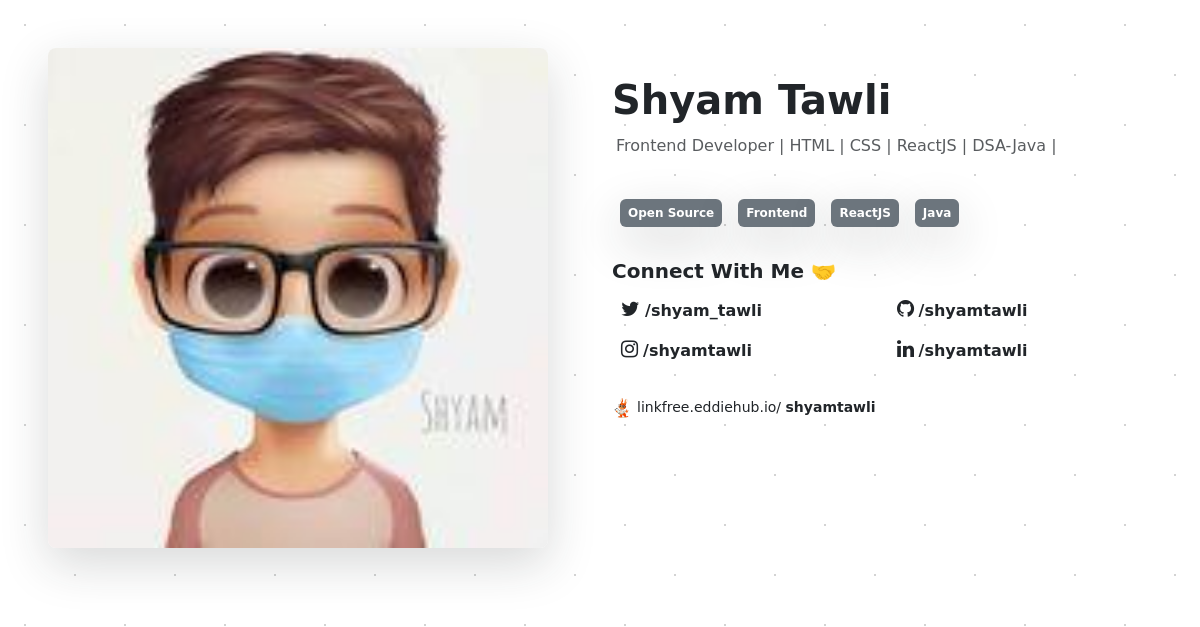 Shyam Tawli
Frontend Developer | HTML | CSS | ReactJS | DSA-Java |
Open Source Frontend ReactJS Java
Connect With Me 🤝
/shyam_tawli /shyamtawli
/shyamtawli /shyamtawli
SHYAM
linkfree.eddiehub.io/ shyamtawli